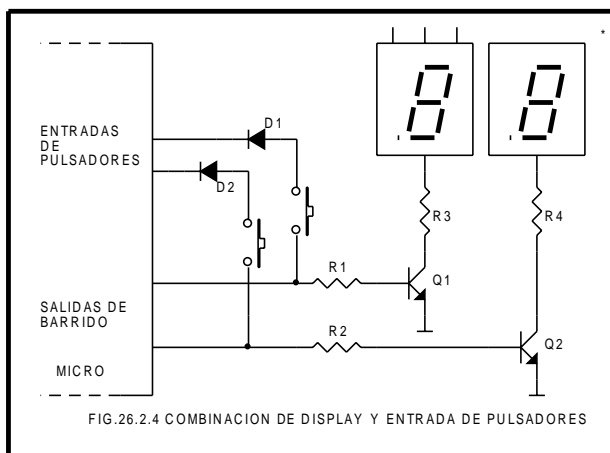 *
D1
ENTRADAS
DE
PULSADORES
D2
R3
R4
R1
Q1
SALIDAS DE
BARRIDO
R2
Q2
MICRO
FIG.26.2.4 COMBINACION DE DISPLAY Y ENTRADA DE PULSADORES